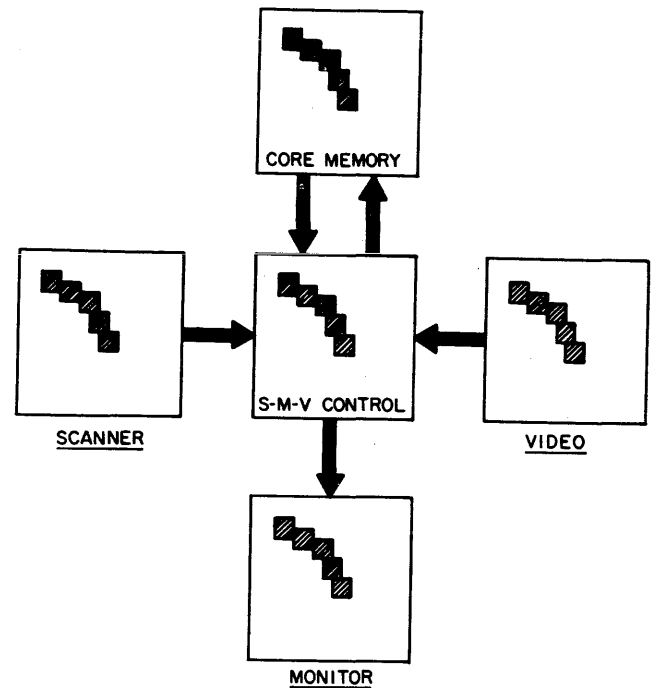 CORE MEMORY
S-M-V CONTROL
SCANNER
VIDEO
MONITOR